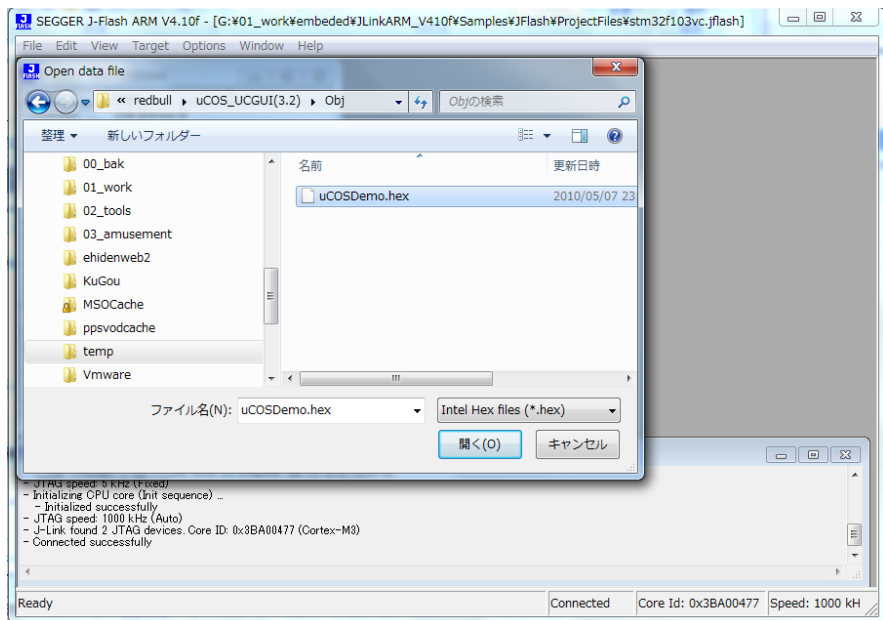 SEGGER J-Flash ARM V4.10f - [G:¥01_work¥embeded¥JLinkARM_V410f¥Samples¥JFlash¥ProjectFiles¥stm32f103vc.jflash]
File Edit View Target Options Window Help
Open data file
« redbull ▸ uCOS_UCGUI(3.2) ▸ Obj
Objの検索
整理 新しいフォルダー
名前 更新日時
00_bak
01_work
02_tools
03_amusement
ehidenweb2
KuGou
MSOCache
ppsvodcache
temp
Vmware
uCOSDemo.hex 2010/05/07 23
ファイル名(N): uCOSDemo.hex
Intel Hex files (*.hex)
開く(O) キャンセル
- JTAG speed: 5 kHz (Fixed)
- Initializing CPU core (Init sequence) ...
- Initialized successfully
- JTAG speed: 1000 kHz (Auto)
- J-Link found 2 JTAG devices. Core ID: 0x3BA00477 (Cortex-M3)
- Connected successfully
Ready Connected Core Id: 0x3BA00477 Speed: 1000 kH